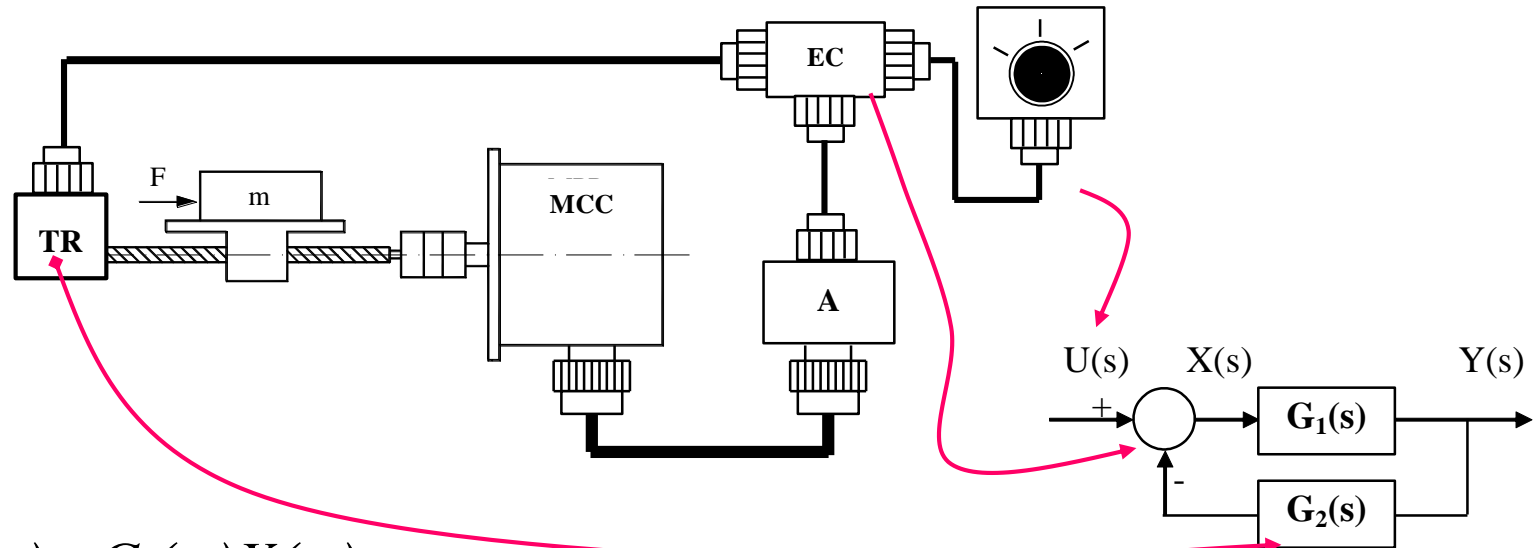 EC
F
m
MCC
TR
A
U(s) X(s) Y(s)
+
G₁(s)
-
G₂(s)